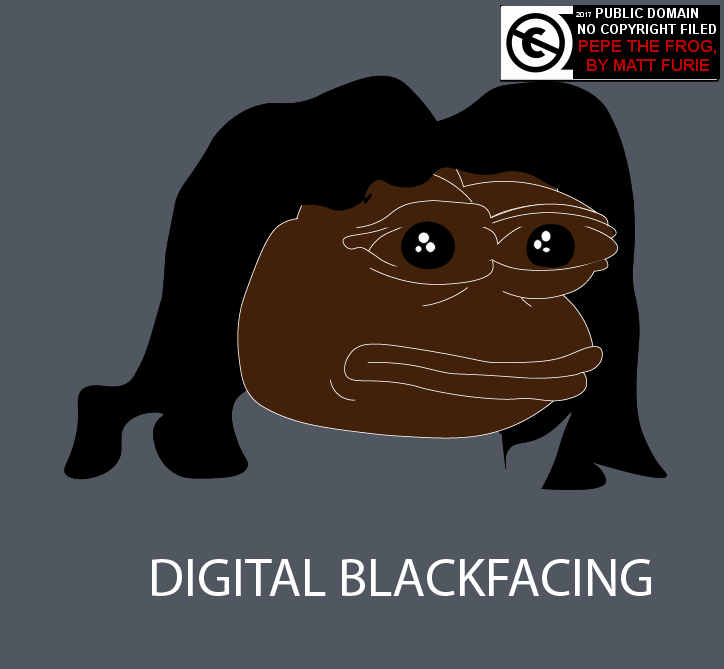 2017 PUBLIC DOMAIN
NO COPYRIGHT FILED
PEPE THE FROG,
BY MATT FURIE
DIGITAL BLACKFACING